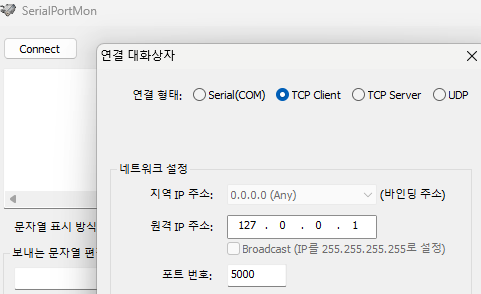 SerialPortMon
Connect
연결 대화상자
연결 형태: Serial(COM) TCP Client TCP Server UDP
네트워크 설정
지역 IP 주소: 0.0.0.0 (Any) (바인딩 주소)
원격 IP 주소: 127 . 0 . 0 . 1
Broadcast (IP를 255.255.255.255로 설정)
포트 번호: 5000
문자열 표시 방식
보내는 문자열 편